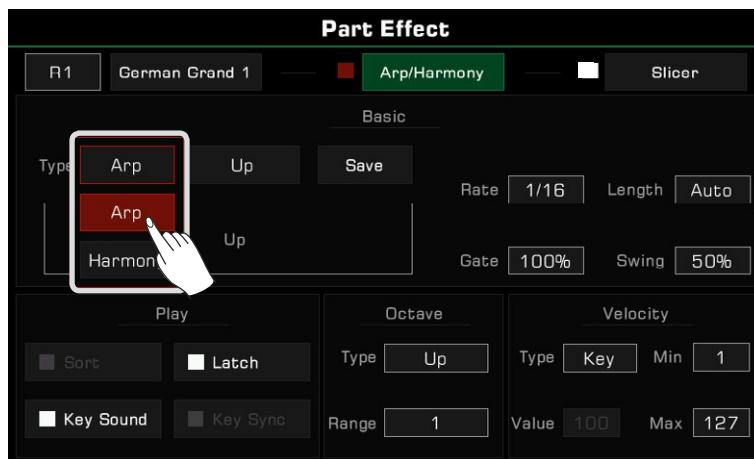 Part Effect
R1 German Grand 1 Arp/Harmony Slicer
Basic
Type Arp Up Save
Rate 1/16 Length Auto
Arp
Up
Harmon
Gate 100% Swing 50%
Play Octave Velocity
Sort Latch Type Up Type Key Min 1
Key Sound Key Sync Range 1 Value 100 Max 127